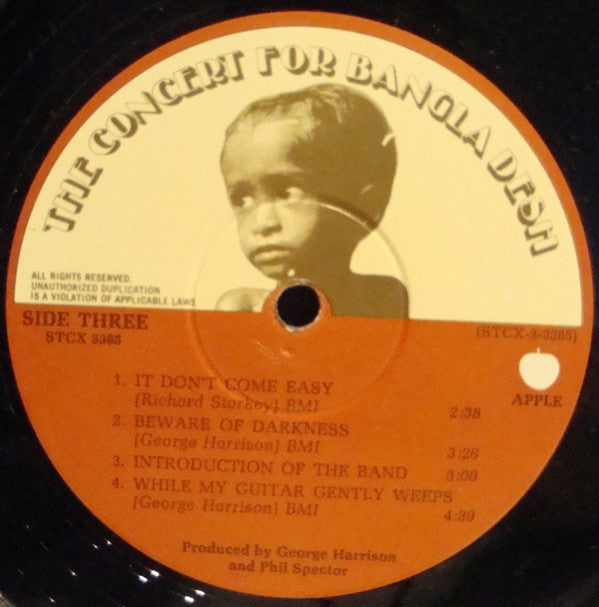 THE CONCERT FOR BANGLA DESH
ALL RIGHTS RESERVED.
UNAUTHORIZED DUPLICATION
IS A VIOLATION OF APPLICABLE LAWS
SIDE THREE
STCX 3385
(STCX-3-3385)
APPLE
1. IT DON'T COME EASY
(Richard Starkey) BMI
2:38
2. BEWARE OF DARKNESS
(George Harrison) BMI
3:26
3. INTRODUCTION OF THE BAND 3:00
4. WHILE MY GUITAR GENTLY WEEPS
(George Harrison) BMI
4:39
Produced by George Harrison
and Phil Spector